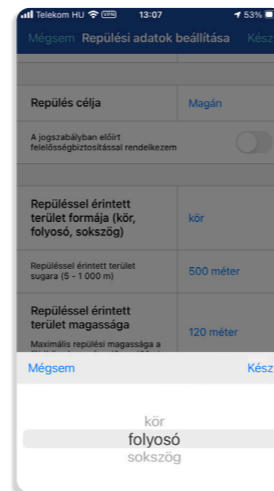 Telekom HU VPN 13:07 53%
Mégsem Repülési adatok beállítása Kész
Repülés célja Magán
A jogszabályban előírt
felelősségbiztosítással rendelkezem
Repüléssel érintett
terület formája (kör,
folyosó, sokszög) kör
Repüléssel érintett terület
sugara (5 - 1 000 m) 500 méter
Repüléssel érintett
terület magassága 120 méter
Maximális repülési magassága a
Mégsem Kész
kör
folyosó
sokszög